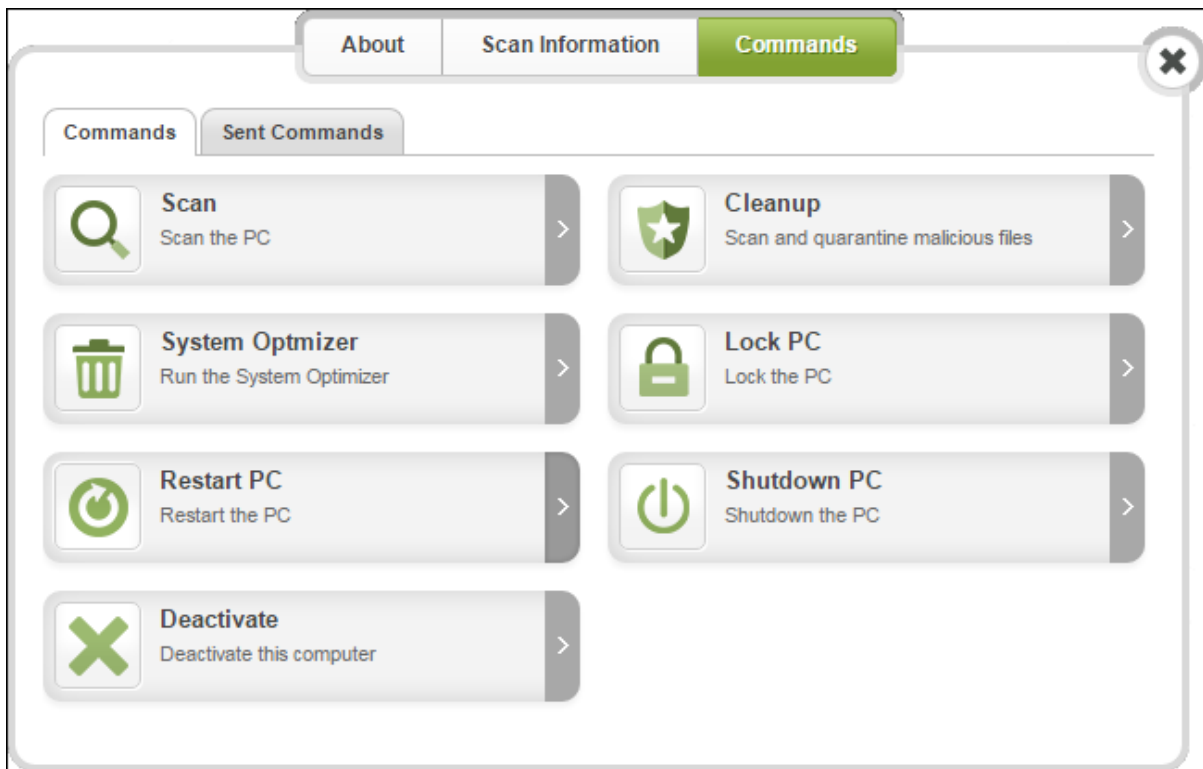 About
Scan Information
Commands
Commands
Sent Commands
Scan
Scan the PC
Cleanup
Scan and quarantine malicious files
System Optmizer
Run the System Optimizer
Lock PC
Lock the PC
Restart PC
Restart the PC
Shutdown PC
Shutdown the PC
Deactivate
Deactivate this computer